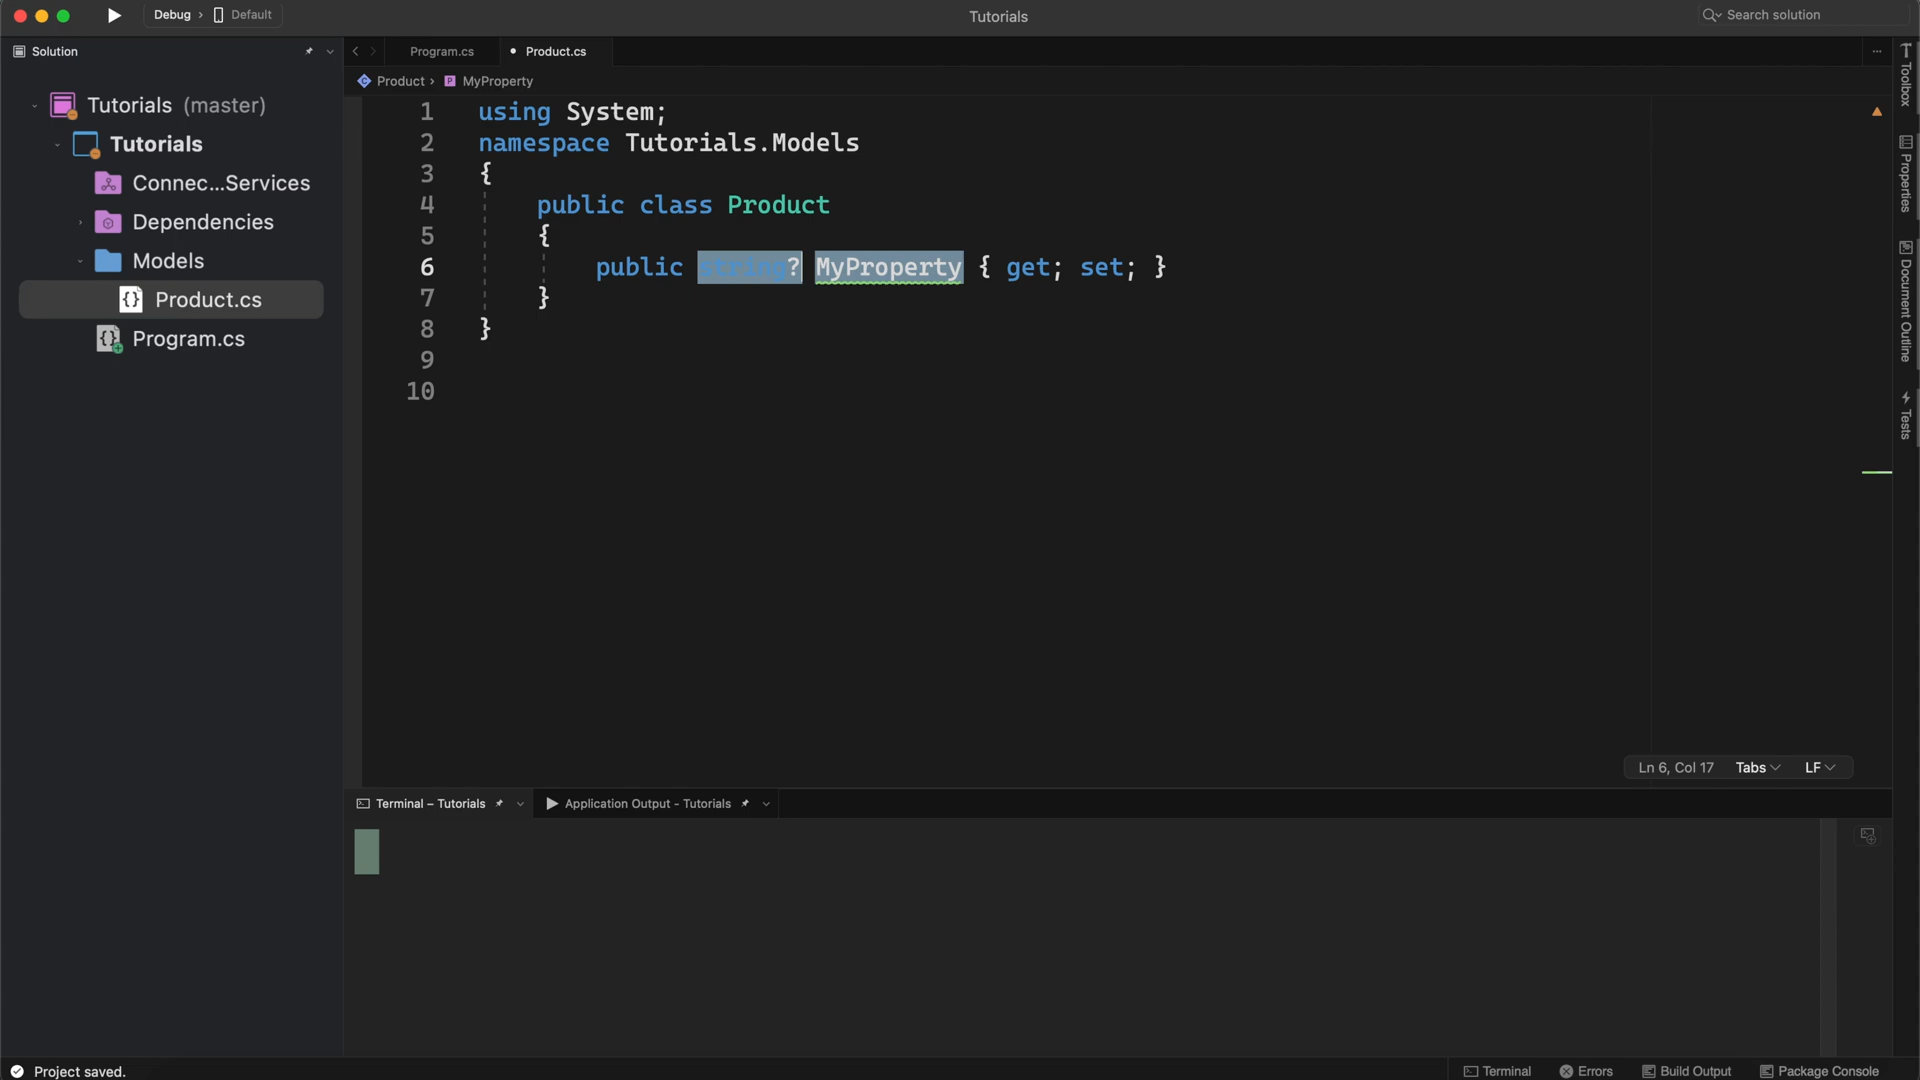 Debug › Default
Tutorials
Search solution
Solution
Program.cs
Product.cs
Product › MyProperty
Tutorials (master)
Tutorials
Connec...Services
Dependencies
Models
Product.cs
Program.cs
1 using System;
2 namespace Tutorials.Models
3 {
4 public class Product
5 {
6 public string? MyProperty { get; set; }
7 }
8 }
9
10
Toolbox
Properties
Document Outline
Tests
Ln 6, Col 17 Tabs LF
Terminal – Tutorials
Application Output - Tutorials
Project saved.
Terminal
Errors
Build Output
Package Console